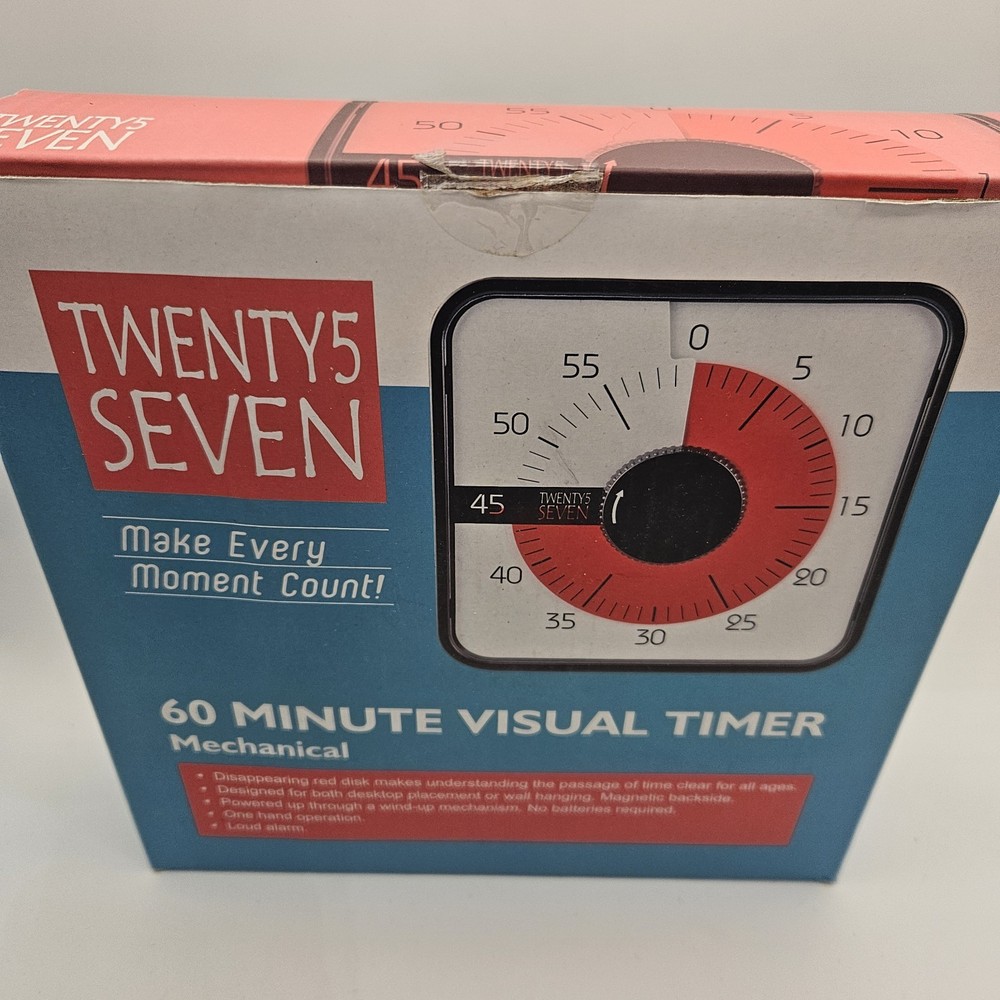 TWENTY5
SEVEN
50
55
5
10
45
TWENTY5
TWENTY5
SEVEN
Make Every
Moment Count!
0
5
10
15
20
25
30
35
40
45
50
55
TWENTY5
SEVEN
60 MINUTE VISUAL TIMER
Mechanical
• Disappearing red disk makes understanding the passage of time clear for all ages.
• Designed for both desktop placement or wall hanging. Magnetic backside.
• Powered up through a wind-up mechanism. No batteries required.
• One hand operation.
• Loud alarm.